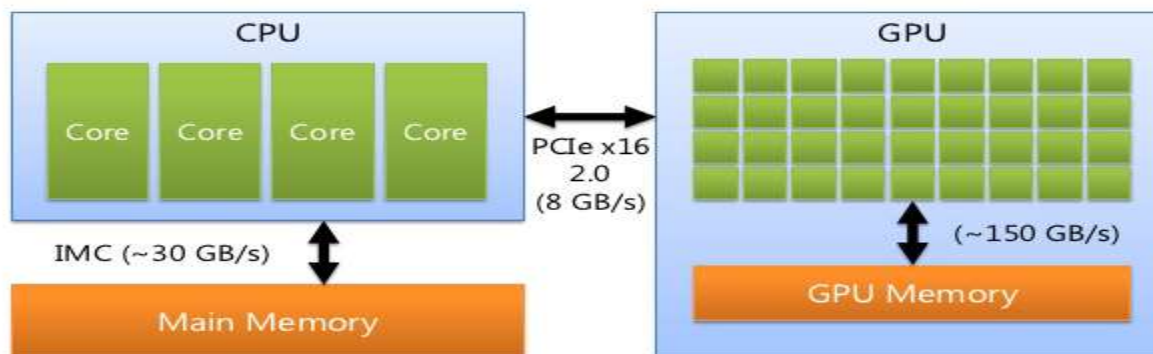 CPU
Core
Core
Core
Core
IMC (~30 GB/s)
Main Memory
PCIe x16
2.0
(8 GB/s)
GPU
(~150 GB/s)
GPU Memory